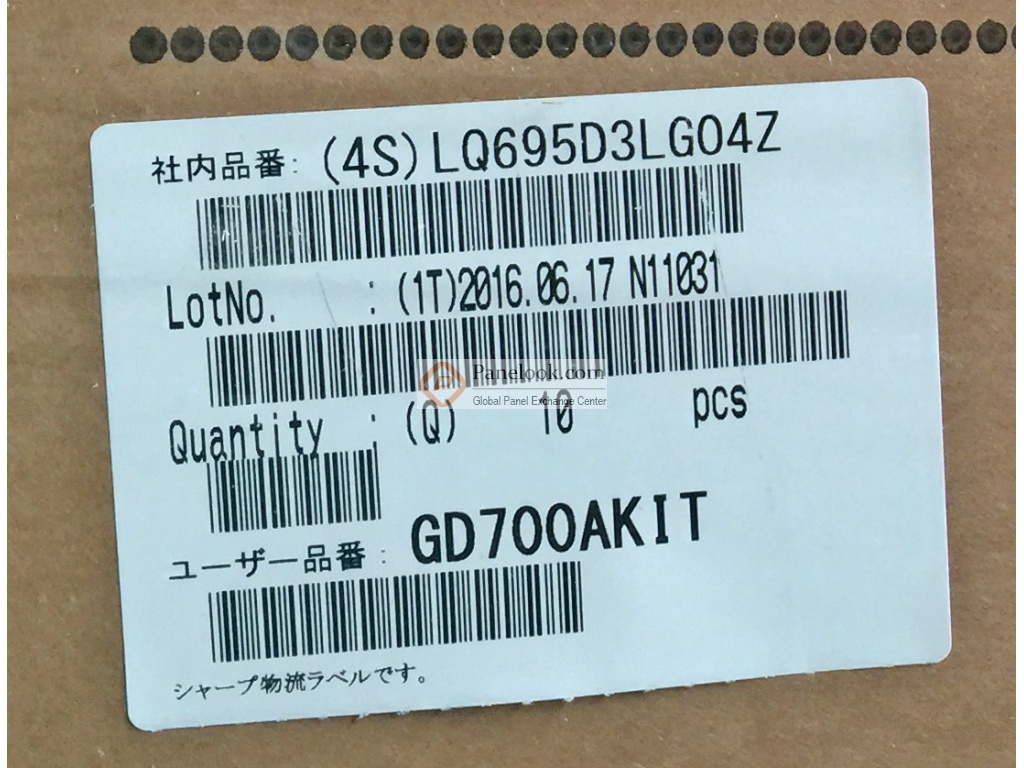 社内品番: (4S) LQ695D3LG04Z
LotNo. : (1T)2016.06.17 N11031
Panelook.com
Global Panel Exchange Center
Quantity : (Q) 10 pcs
ユーザー品番: GD700AKIT
シャープ物流ラベルです。